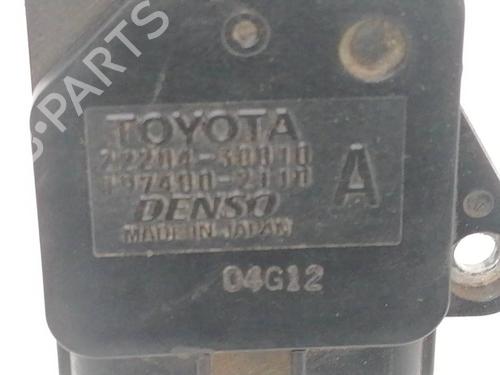 TOYOTA
22204-30010
197400-2110
A
DENSO
MADE IN JAPAN
04G12
PARTS